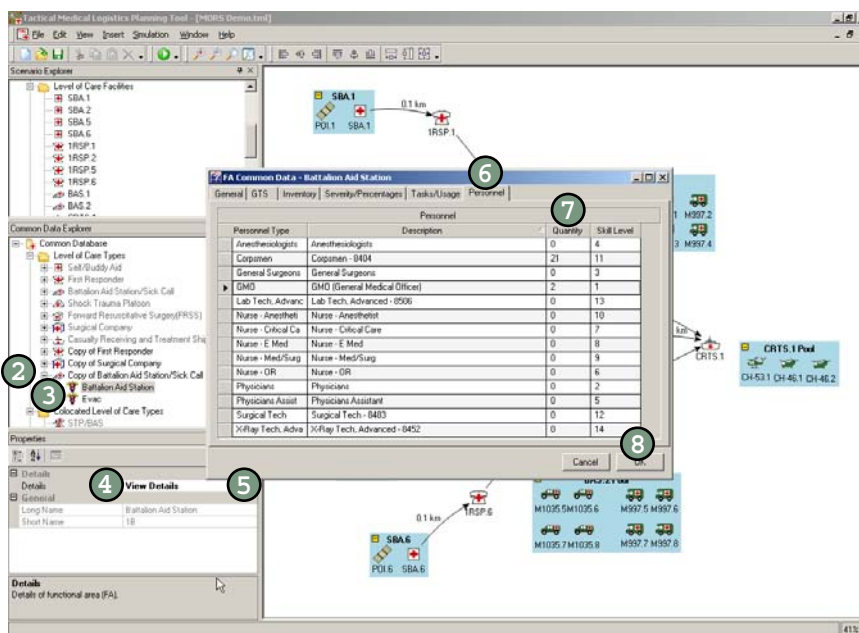 Tactical Medical Logistics Planning Tool - [MDRS Demo.tml]
File Edit View Insert Simulation Window Help
Scenario Explorer
Level of Care Facilities
SBA.1
SBA.2
SBA.5
SBA.6
1RSP.1
1RSP.2
1RSP.5
1RSP.6
BAS.1
BAS.2
Common Data Explorer
Common Database
Level of Care Types
Self/Buddy Aid
First Responder
Battalion Aid Station/Sick Call
Shock Trauma Platoon
Forward Resuscitative Surgery(FRSS)
Surgical Company
Casualty Receiving and Treatment Ship
Copy of First Responder
Copy of Surgical Company
2 Copy of Battalion Aid Station/Sick Call
3 Battalion Aid Station
Evac
Colocated Level of Care Types
STP/BAS
Properties
Details
Details 4 View Details 5
General
Long Name Battalion Aid Station
Short Name 1B
Details
Details of functional area (FA).
SBA.1
POI.1 SBA.1
0.1 km
1RSP.1
6
FA Common Data - Battalion Aid Station
General GTS Inventory Severity/Percentages Tasks/Usage Personnel
Personnel
7
Personnel Type Description Quantity Skill Level
Anesthesiologists Anesthesiologists 0 4
Corpsmen Corpsmen - 8404 21 11
General Surgeons General Surgeons 0 3
GMO GMO (General Medical Officer) 2 1
Lab Tech, Advanc Lab Tech, Advanced - 8506 0 13
Nurse - Anestheti Nurse - Anesthetist 0 10
Nurse - Critical Ca Nurse - Critical Care 0 7
Nurse - E Med Nurse - E Med 0 8
Nurse - Med/Surg Nurse - Med/Surg 0 9
Nurse - OR Nurse - OR 0 6
Physicians Physicians 0 2
Physicians Assist Physicians Assistant 0 5
Surgical Tech Surgical Tech - 8483 0 12
X-Ray Tech, Adva X-Ray Tech, Advanced - 8452 0 14
8
Cancel OK
1 M997.2
3 M997.4
km
CRTS.1
CRTS.1 Pool
CH-53.1 CH-46.1 CH-46.2
M1035.5 M1035.6 M997.5 M997.6
M1035.7 M1035.8 M997.7 M997.8
1RSP.6
0.1 km
SBA.6
POI.6 SBA.6
41%